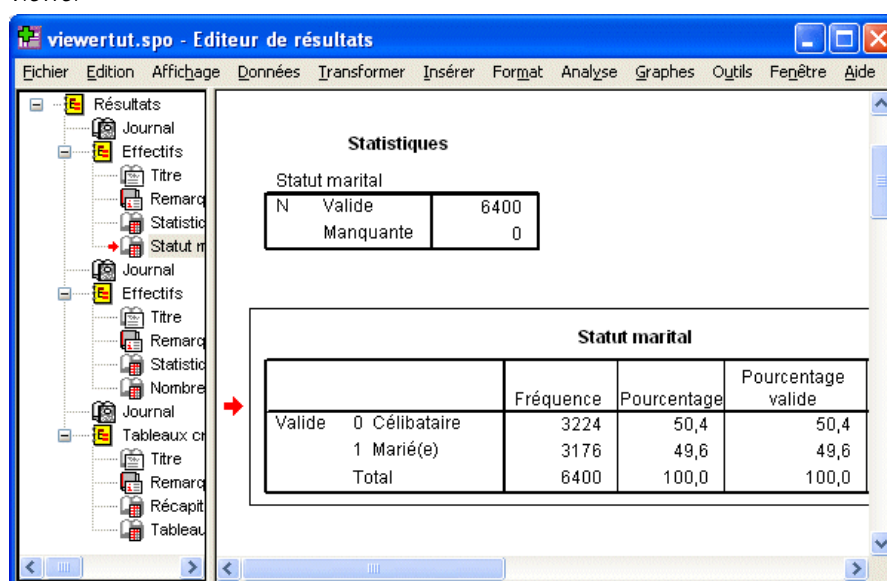 viewertut.spo - Editeur de résultats
Fichier Edition Affichage Données Transformer Insérer Format Analyse Graphes Outils Fenêtre Aide
Résultats
Journal
Effectifs
Titre
Remarq
Statistic
Statut m
Journal
Effectifs
Titre
Remarq
Statistic
Nombre
Journal
Tableaux cr
Titre
Remarq
Récapit
Tableau
Statistiques
Statut marital
N Valide 6400
Manquante 0
Statut marital
Fréquence Pourcentage Pourcentage valide
Valide 0 Célibataire 3224 50,4 50,4
1 Marié(e) 3176 49,6 49,6
Total 6400 100,0 100,0